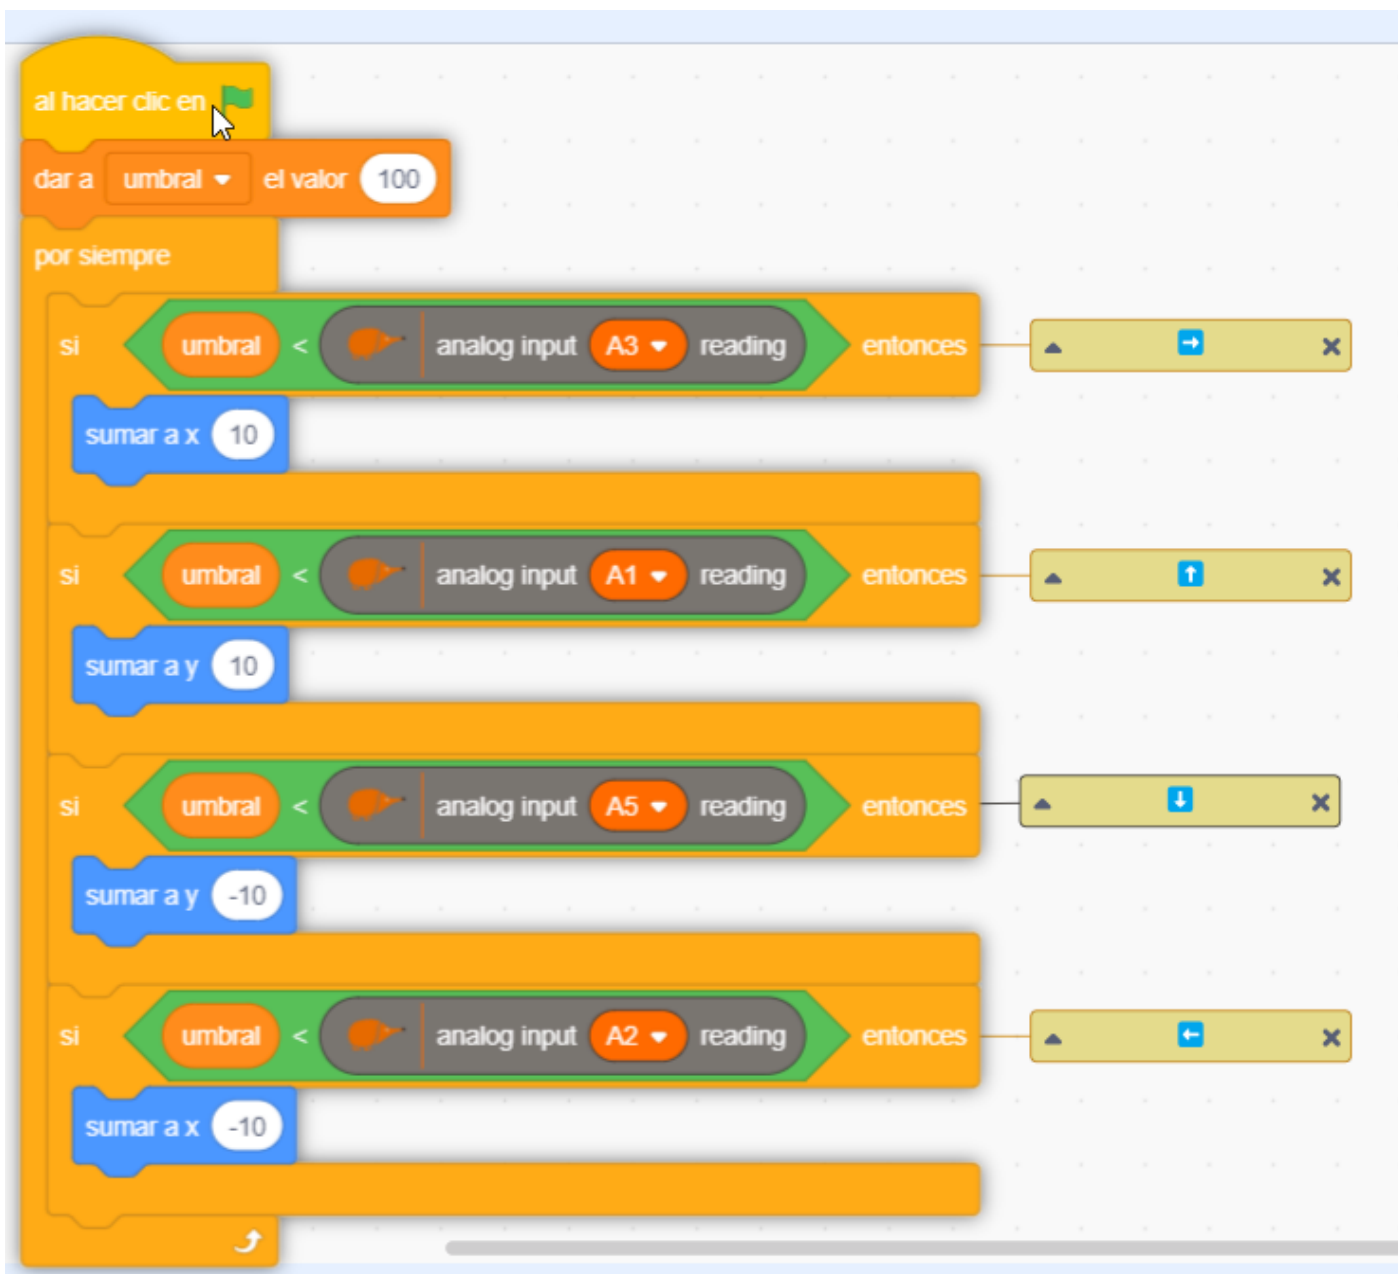 al hacer clic en
dar a umbral el valor 100
por siempre
si umbral < analog input A3 reading entonces
sumar a x 10
si umbral < analog input A1 reading entonces
sumar a y 10
si umbral < analog input A5 reading entonces
sumar a y -10
si umbral < analog input A2 reading entonces
sumar a x -10